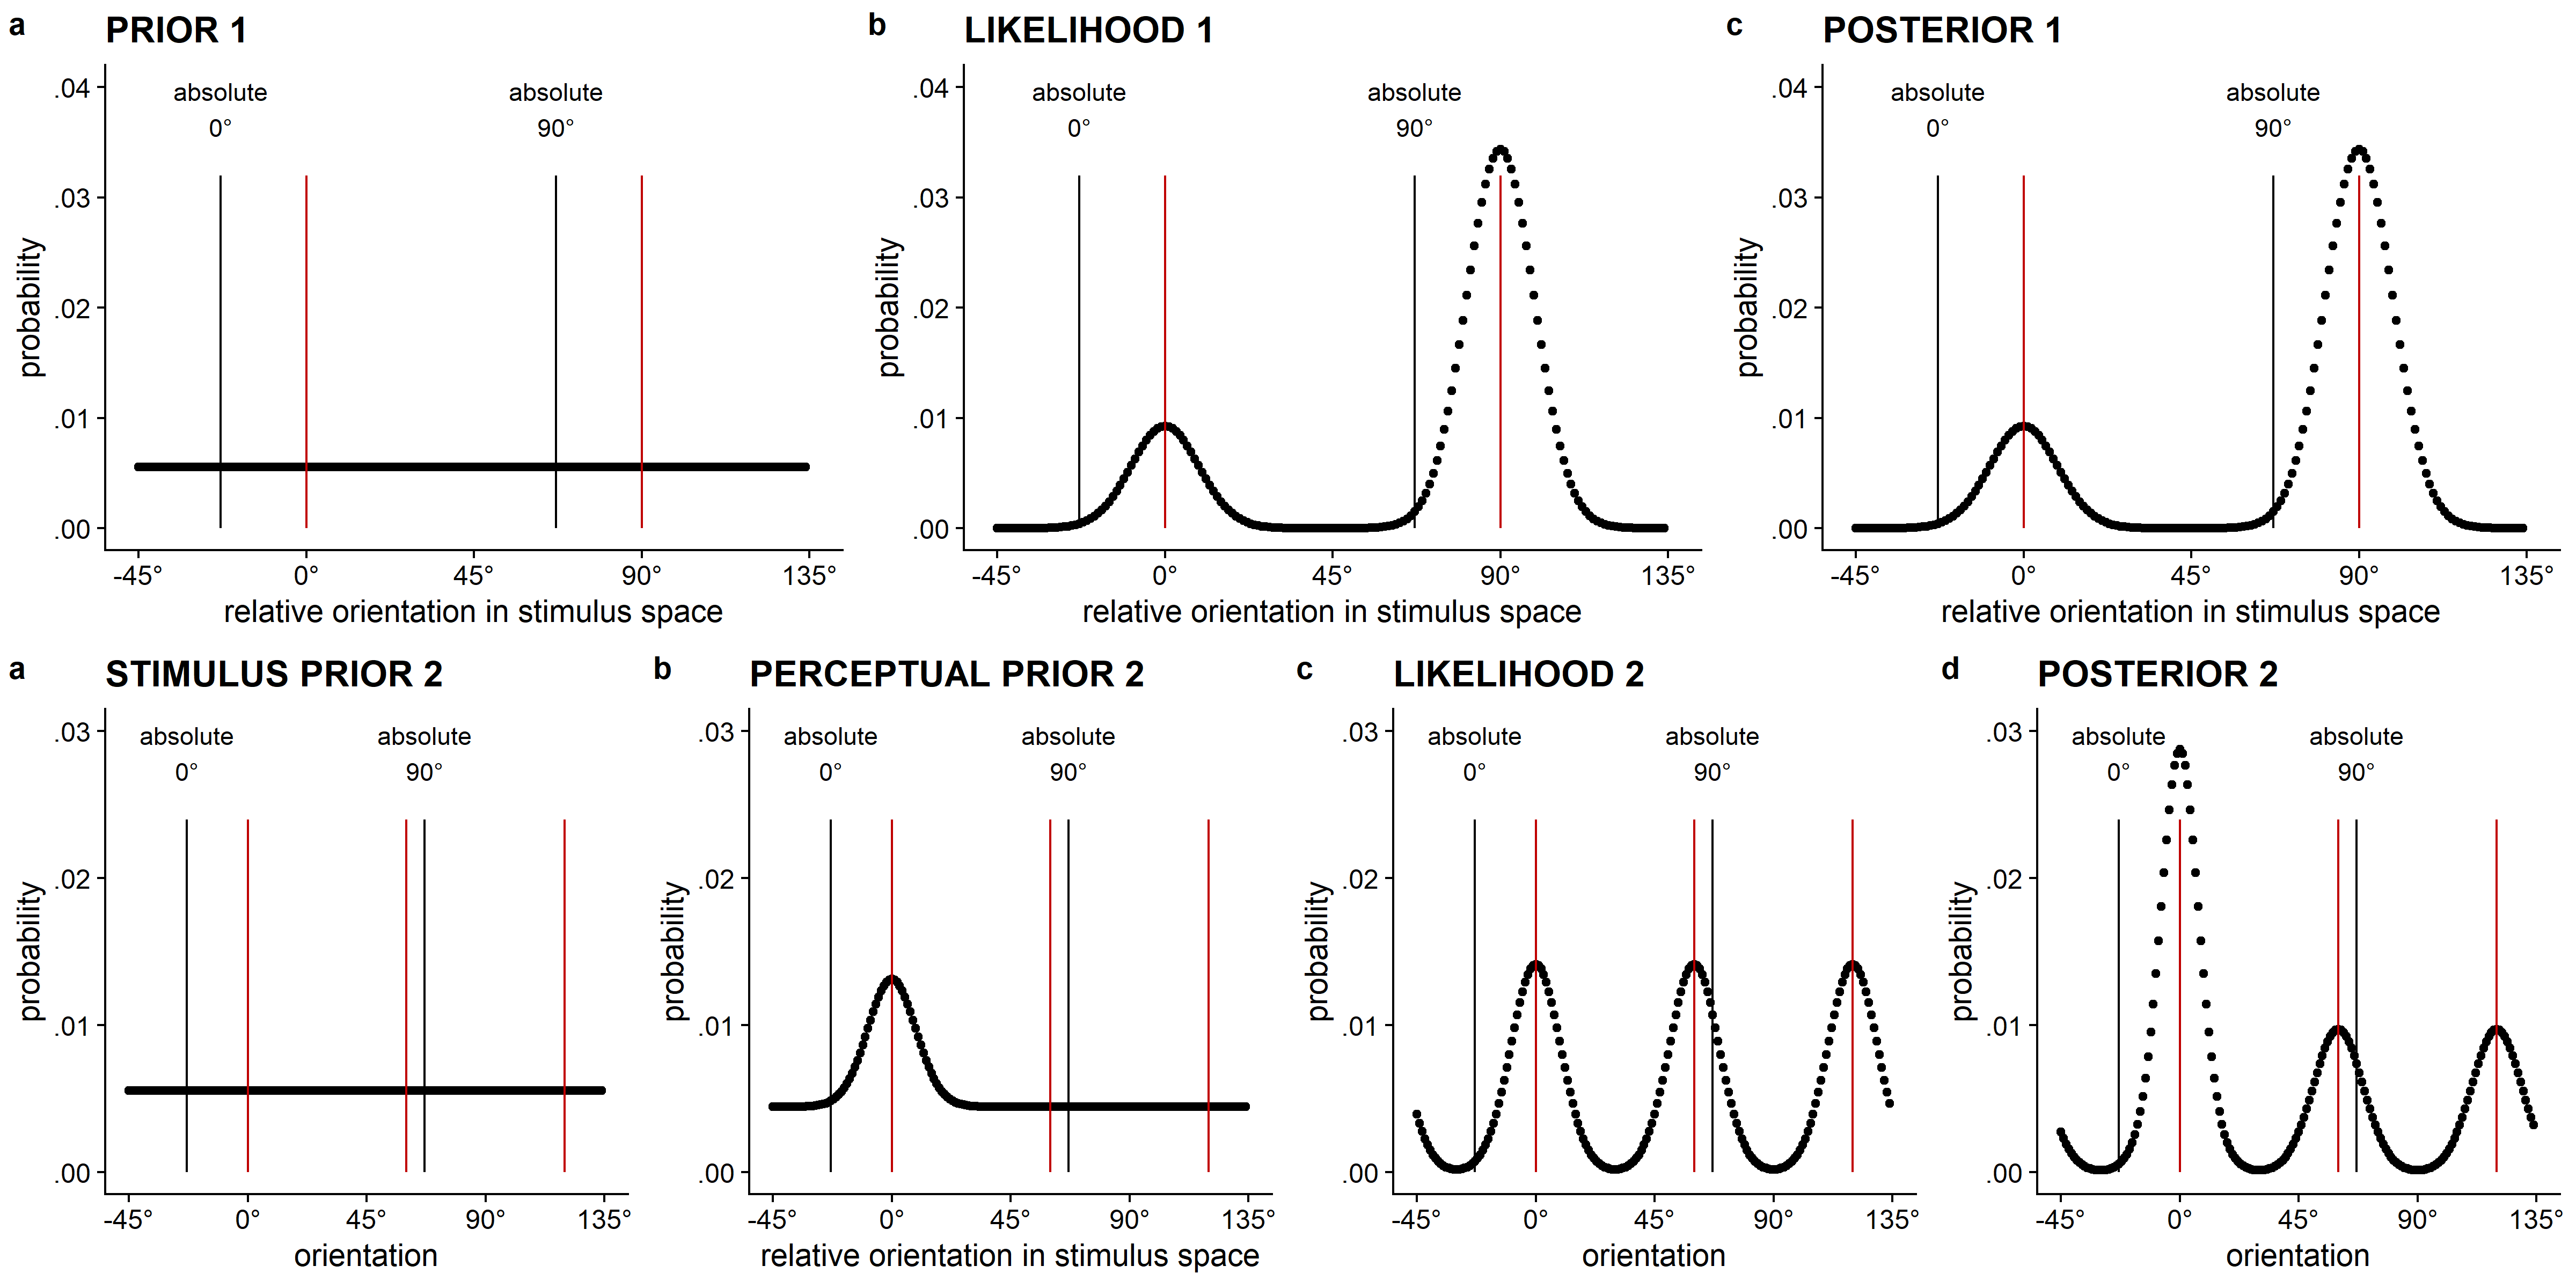 a PRIOR 1
.04
.03
.02
.01
.00
absolute
0°
absolute
90°
probability
-45° 0° 45° 90° 135°
relative orientation in stimulus space
b LIKELIHOOD 1
.04
.03
.02
.01
.00
absolute
0°
absolute
90°
probability
-45° 0° 45° 90° 135°
relative orientation in stimulus space
c POSTERIOR 1
.04
.03
.02
.01
.00
absolute
0°
absolute
90°
probability
-45° 0° 45° 90° 135°
relative orientation in stimulus space
a STIMULUS PRIOR 2
.03
.02
.01
.00
absolute
0°
absolute
90°
probability
-45° 0° 45° 90° 135°
orientation
b PERCEPTUAL PRIOR 2
.03
.02
.01
.00
absolute
0°
absolute
90°
probability
-45° 0° 45° 90° 135°
relative orientation in stimulus space
c LIKELIHOOD 2
.03
.02
.01
.00
absolute
0°
absolute
90°
probability
-45° 0° 45° 90° 135°
orientation
d POSTERIOR 2
.03
.02
.01
.00
absolute
0°
absolute
90°
probability
-45° 0° 45° 90° 135°
orientation